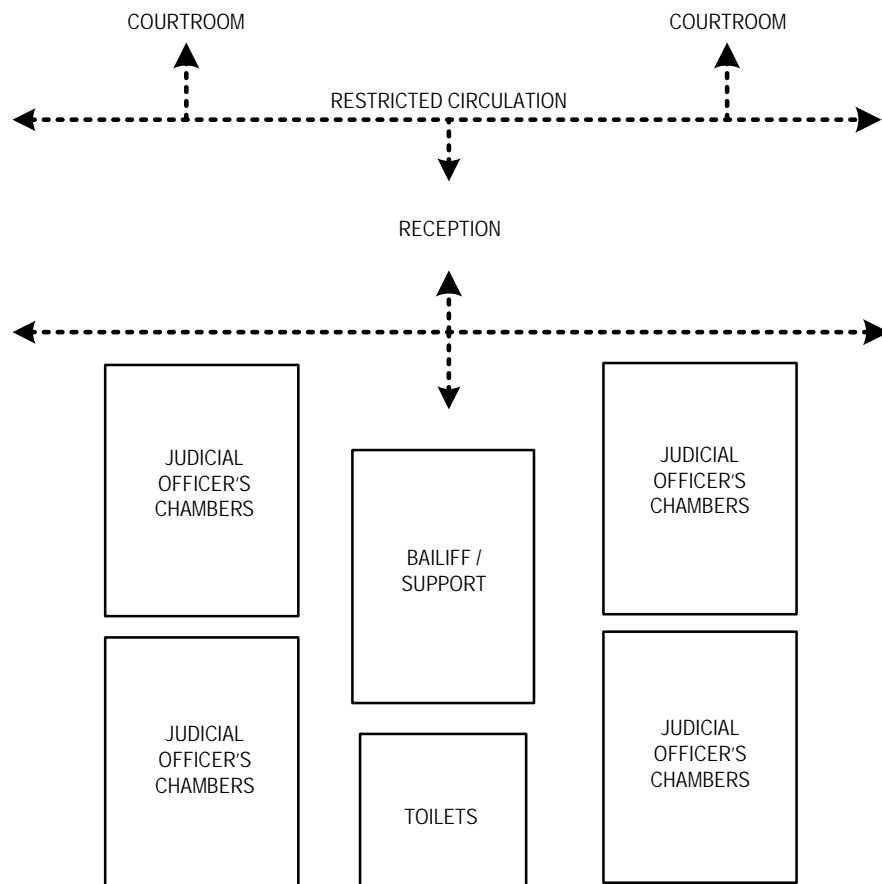 COURTROOM
COURTROOM
RESTRICTED CIRCULATION
RECEPTION
JUDICIAL
OFFICER'S
CHAMBERS
JUDICIAL
OFFICER'S
CHAMBERS
BAILIFF /
SUPPORT
JUDICIAL
OFFICER'S
CHAMBERS
JUDICIAL
OFFICER'S
CHAMBERS
TOILETS